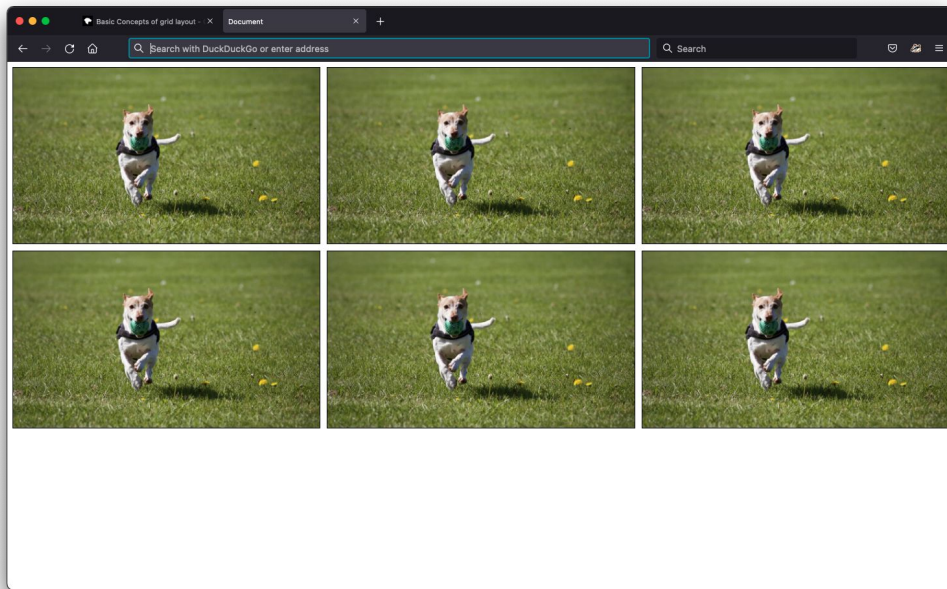 Basic Concepts of grid layout -
Document
Search with DuckDuckGo or enter address
Search